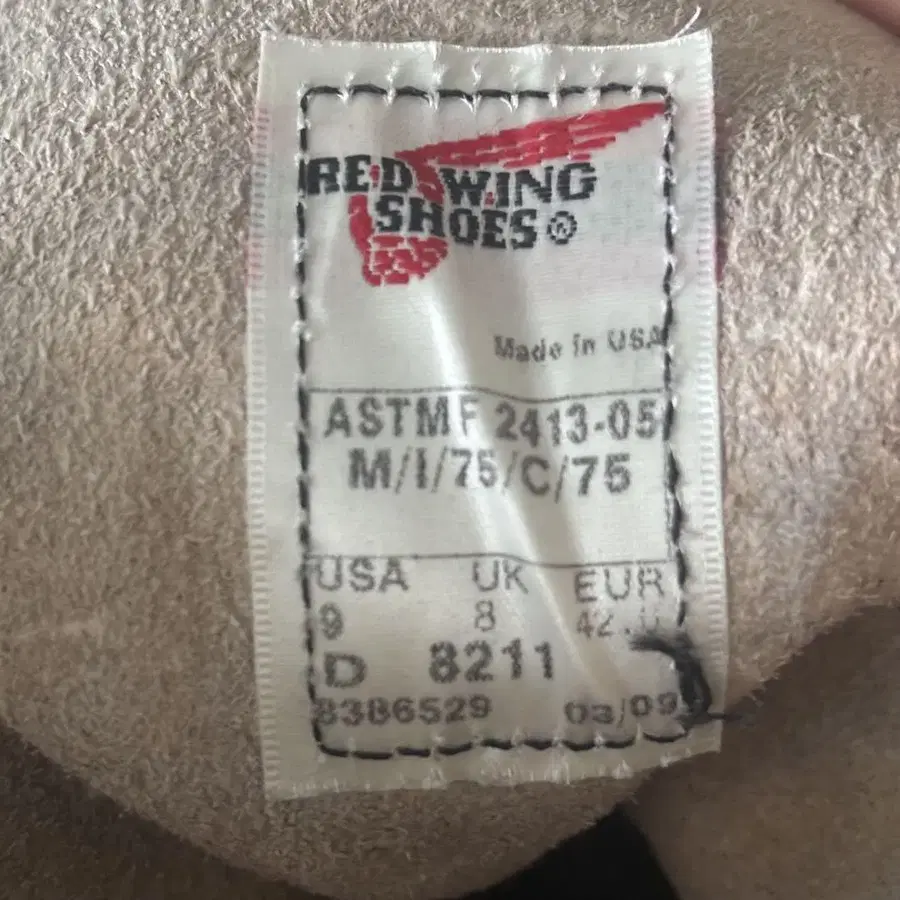 RED WING
SHOES®
Made in USA
ASTMF 2413-05
M/I/75/C/75
USA UK EUR
9 8 42.0
D 8211
8386529 03/09